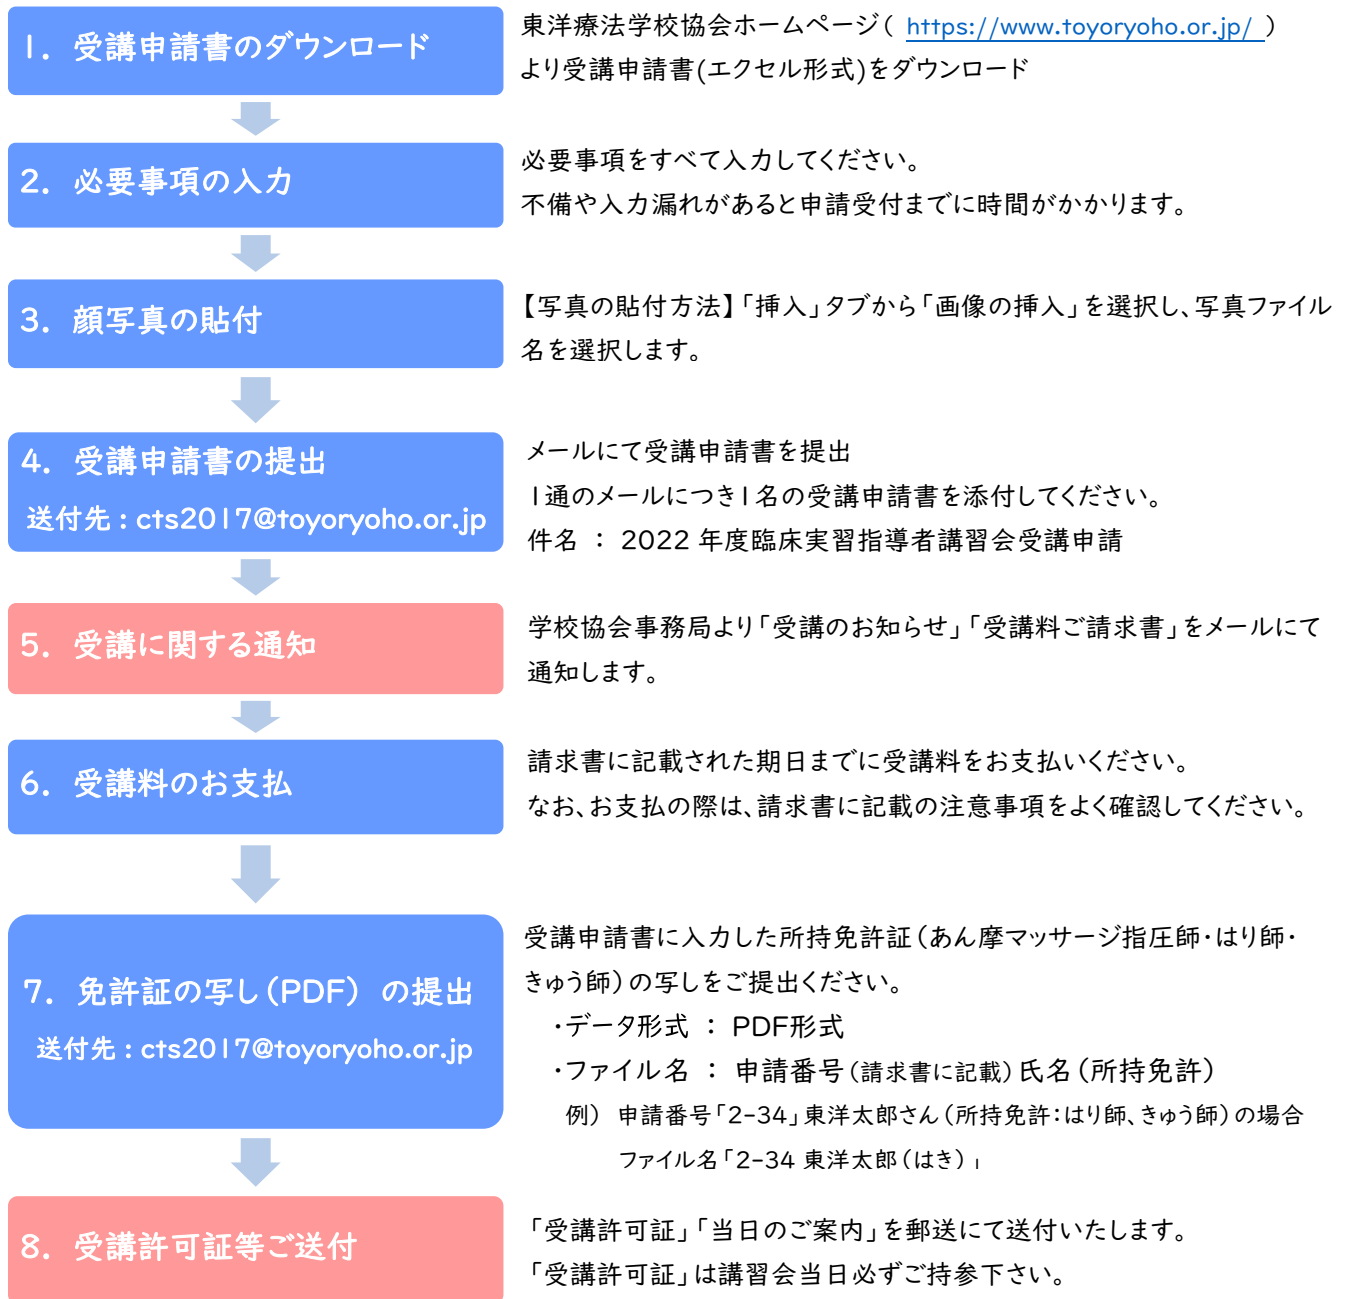 1. 受講申請書のダウンロード
東洋療法学校協会ホームページ( https://www.toyoryoho.or.jp/ )
より受講申請書(エクセル形式)をダウンロード
2. 必要事項の入力
必要事項をすべて入力してください。
不備や入力漏れがあると申請受付までに時間がかかります。
3. 顔写真の貼付
【写真の貼付方法】「挿入」タブから「画像の挿入」を選択し、写真ファイル
名を選択します。
4. 受講申請書の提出
送付先：cts2017@toyoryoho.or.jp
メールにて受講申請書を提出
1通のメールにつき1名の受講申請書を添付してください。
件名 ： 2022 年度臨床実習指導者講習会受講申請
5. 受講に関する通知
学校協会事務局より「受講のお知らせ」「受講料ご請求書」をメールにて
通知します。
6. 受講料のお支払
請求書に記載された期日までに受講料をお支払いください。
なお、お支払の際は、請求書に記載の注意事項をよく確認してください。
7. 免許証の写し（PDF）の提出
送付先：cts2017@toyoryoho.or.jp
受講申請書に入力した所持免許証（あん摩マッサージ指圧師・はり師・
きゅう師）の写しをご提出ください。
・データ形式 ： PDF形式
・ファイル名 ： 申請番号（請求書に記載）氏名（所持免許）
例） 申請番号「2-34」東洋太郎さん（所持免許：はり師、きゅう師）の場合
ファイル名「2-34 東洋太郎（はき）」
8. 受講許可証等ご送付
「受講許可証」「当日のご案内」を郵送にて送付いたします。
「受講許可証」は講習会当日必ずご持参下さい。